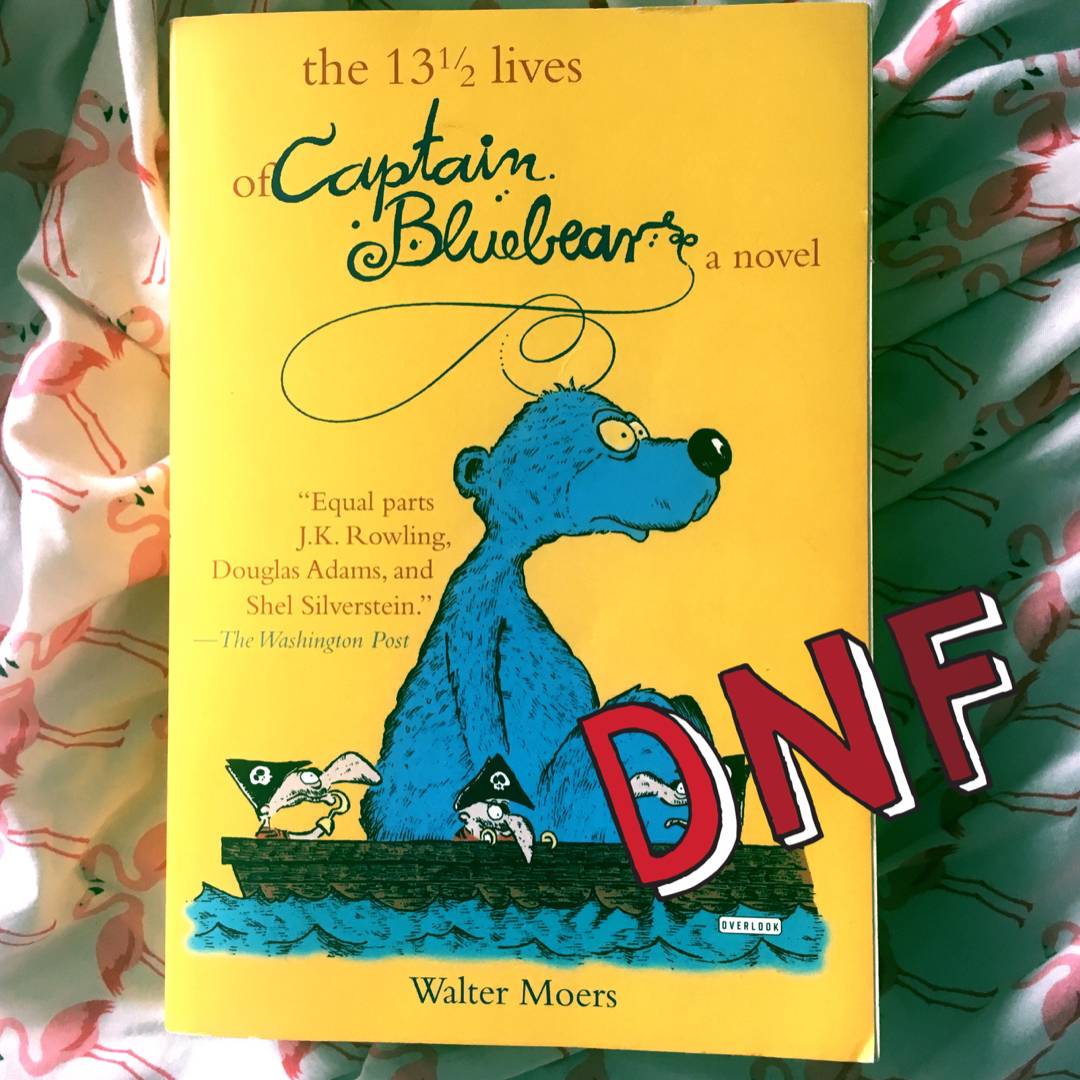 the 13½ lives
of Captain
Bluebear
a novel
“Equal parts
J.K. Rowling,
Douglas Adams, and
Shel Silverstein.”
—The Washington Post
DNF
OVERLOOK
Walter Moers